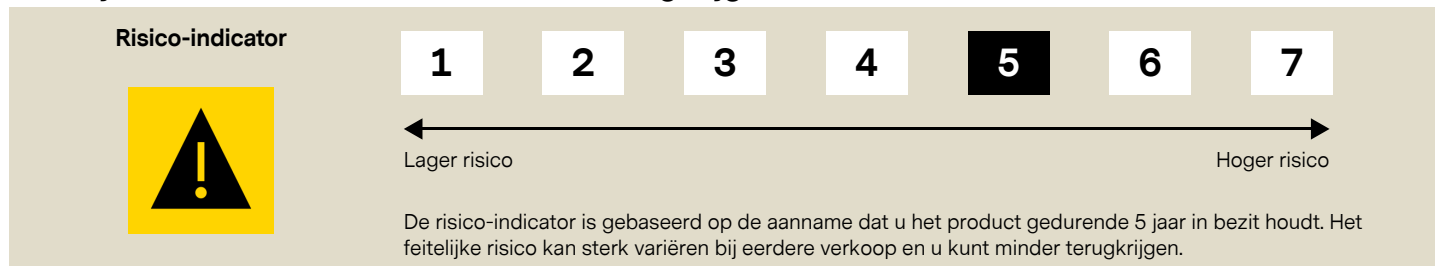 Risico-indicator
1 2 3 4 5 6 7
Lager risico Hoger risico
De risico-indicator is gebaseerd op de aanname dat u het product gedurende 5 jaar in bezit houdt. Het
feitelijke risico kan sterk variëren bij eerdere verkoop en u kunt minder terugkrijgen.